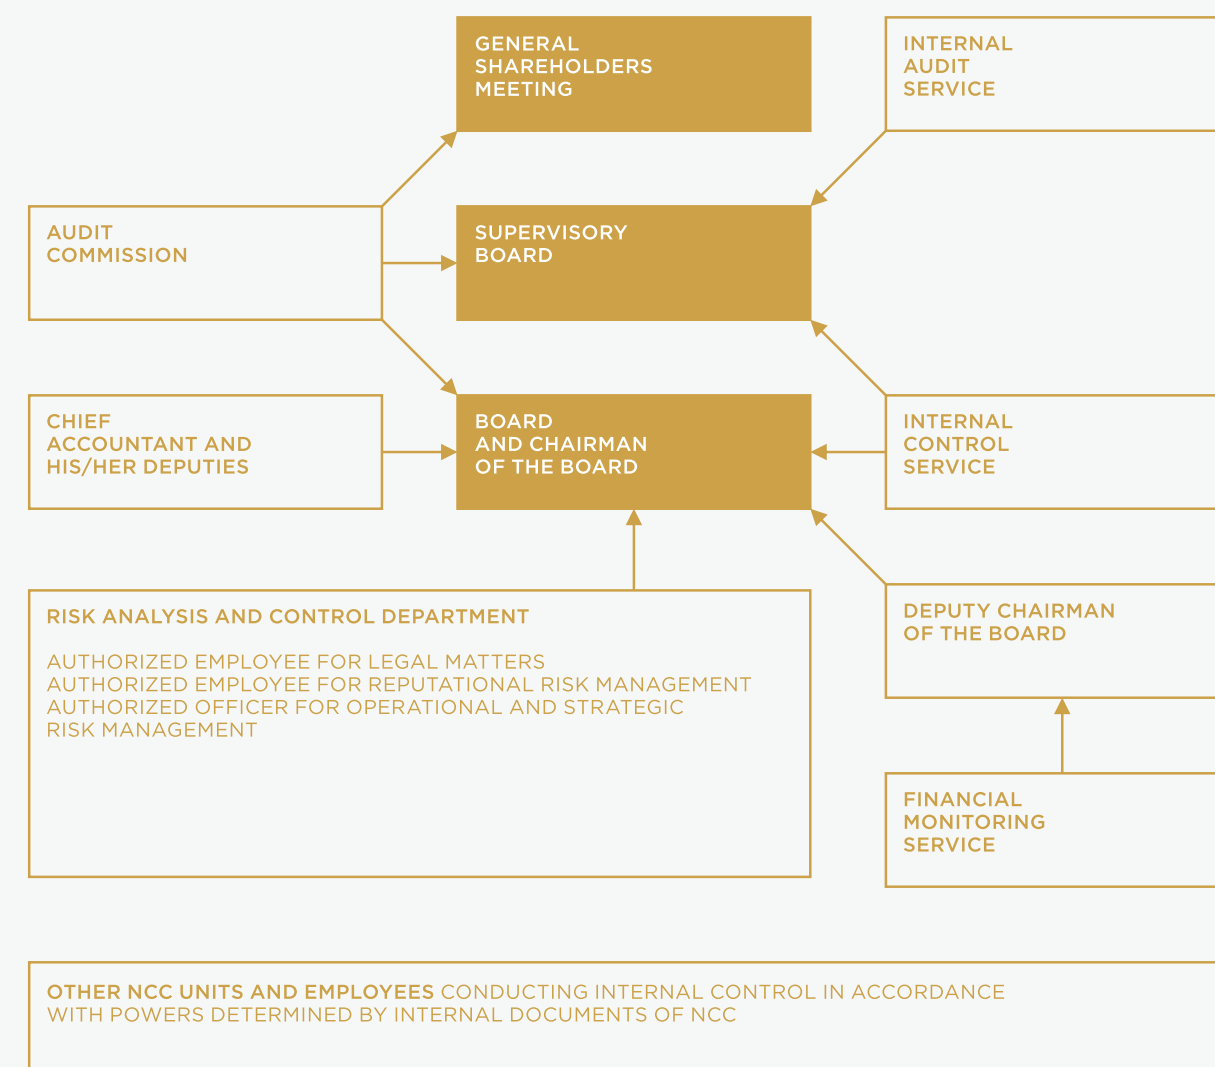 GENERAL
SHAREHOLDERS
MEETING
INTERNAL
AUDIT
SERVICE
AUDIT
COMMISSION
SUPERVISORY
BOARD
CHIEF
ACCOUNTANT AND
HIS/HER DEPUTIES
BOARD
AND CHAIRMAN
OF THE BOARD
INTERNAL
CONTROL
SERVICE
RISK ANALYSIS AND CONTROL DEPARTMENT
AUTHORIZED EMPLOYEE FOR LEGAL MATTERS
AUTHORIZED EMPLOYEE FOR REPUTATIONAL RISK MANAGEMENT
AUTHORIZED OFFICER FOR OPERATIONAL AND STRATEGIC
RISK MANAGEMENT
DEPUTY CHAIRMAN
OF THE BOARD
FINANCIAL
MONITORING
SERVICE
OTHER NCC UNITS AND EMPLOYEES CONDUCTING INTERNAL CONTROL IN ACCORDANCE
WITH POWERS DETERMINED BY INTERNAL DOCUMENTS OF NCC